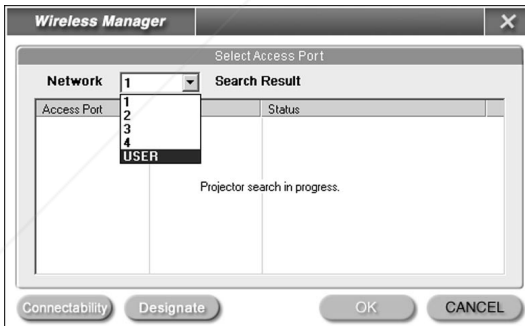 Wireless Manager
Select Access Port
Network 1 Search Result
Access Port Status
1
2
3
4
USER
Projector search in progress.
Connectability Designate OK CANCEL